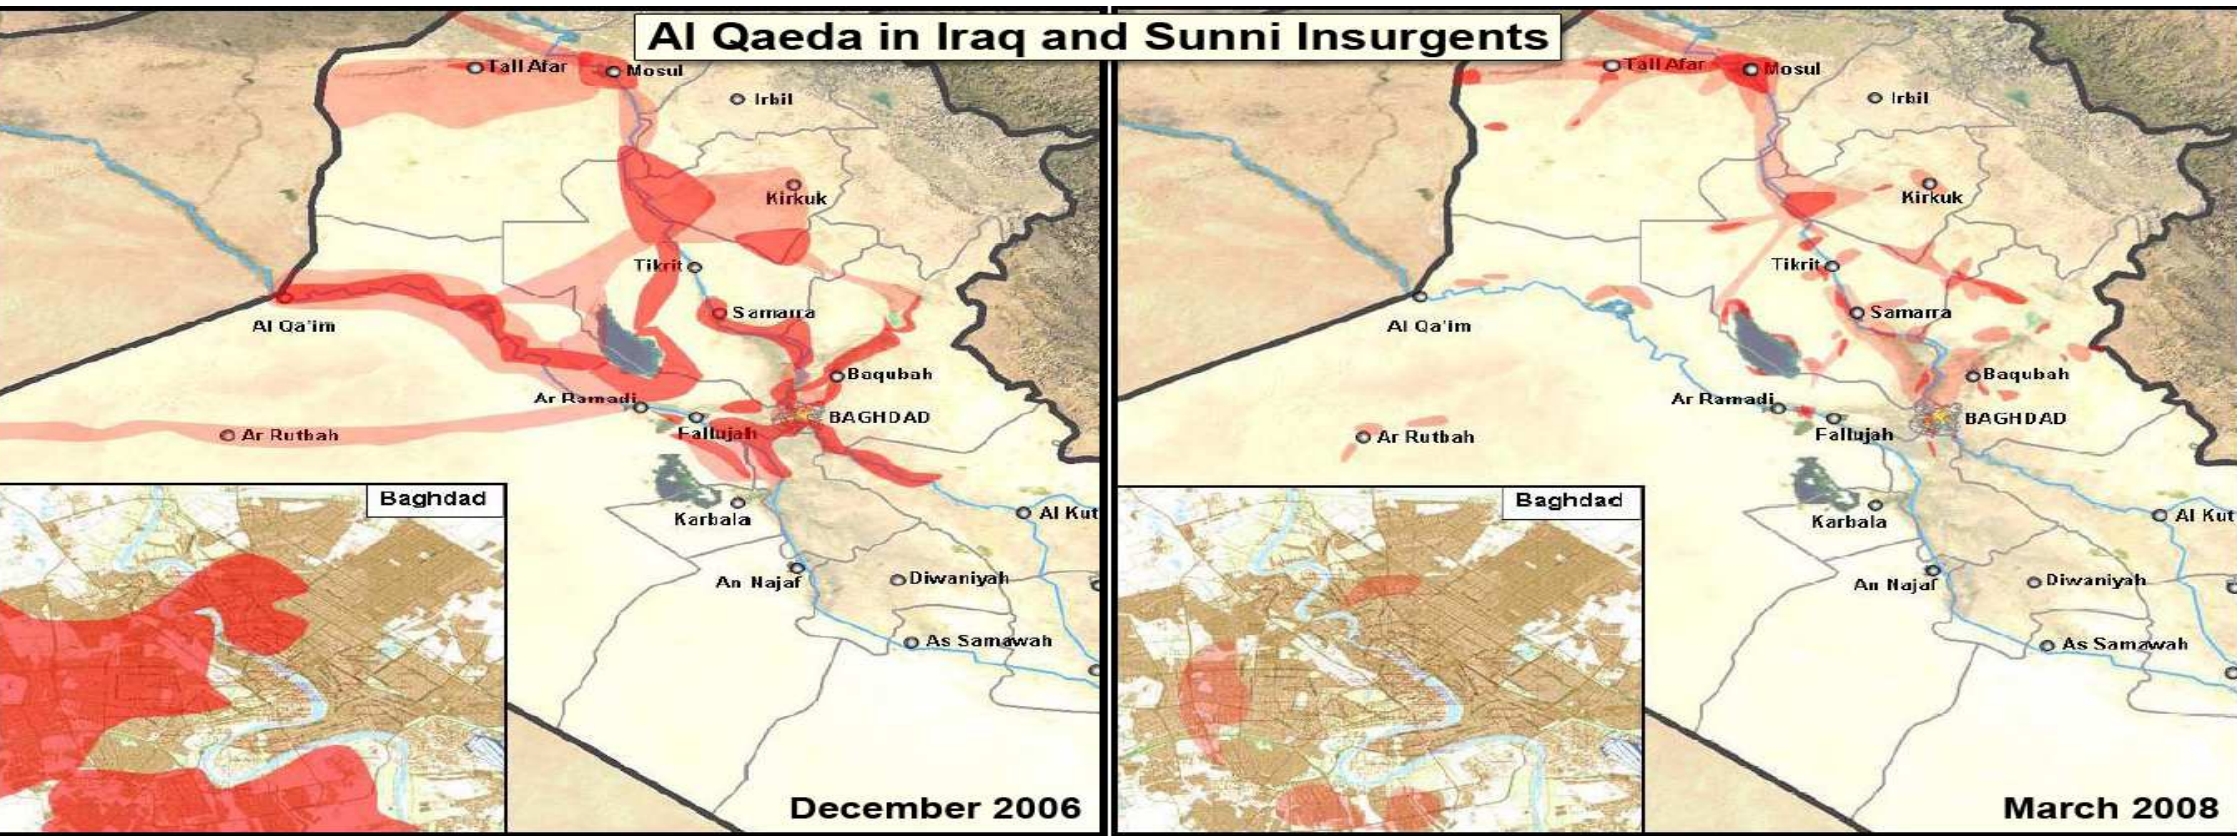 Al Qaeda in Iraq and Sunni Insurgents
Tall Afar
Mosul
Irbil
Kirkuk
Tikrit
Samarra
Al Qa'im
Baqubah
Ar Ramadi
BAGHDAD
Fallujah
Ar Rutbah
Baghdad
Karbala
Al Kut
An Najaf
Diwaniyah
As Samawah
December 2006
Tall Afar
Mosul
Irbil
Kirkuk
Tikrit
Samarra
Al Qa'im
Baqubah
Ar Ramadi
BAGHDAD
Fallujah
Ar Rutbah
Baghdad
Karbala
Al Kut
An Najaf
Diwaniyah
As Samawah
March 2008